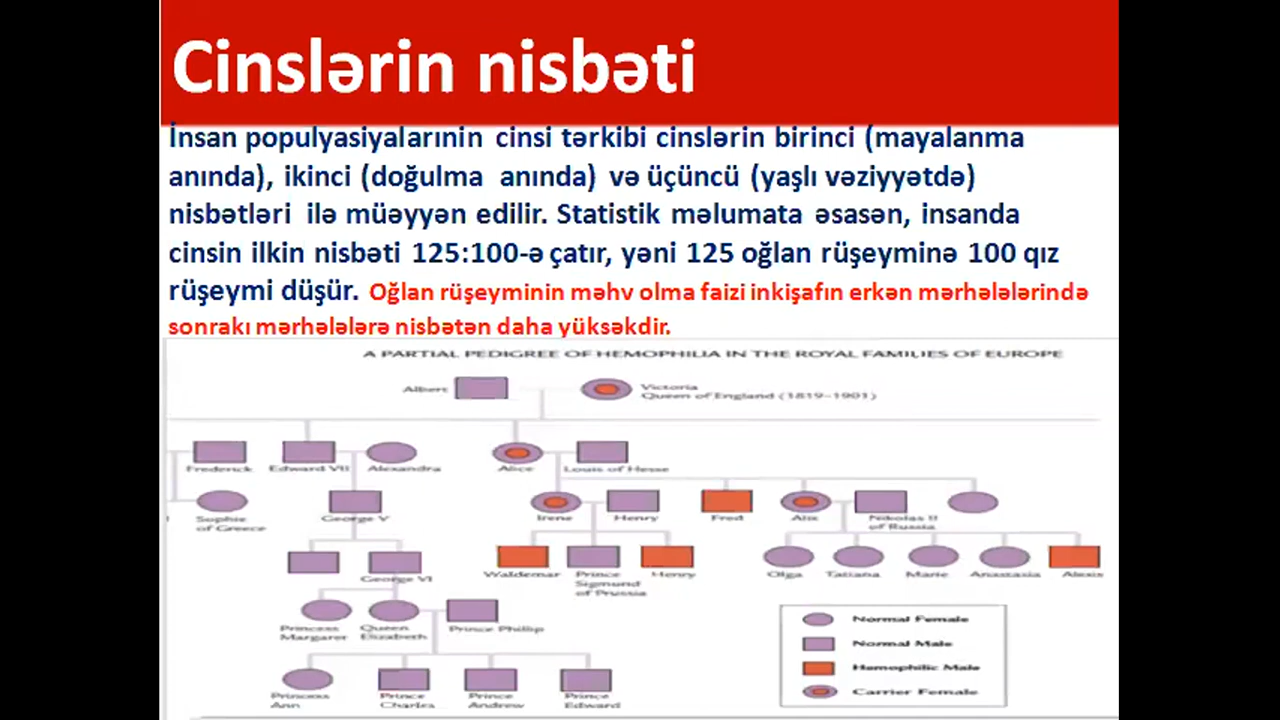 Cinslərin nisbəti
İnsan populyasiyalarının cinsi tərkibi cinslərin birinci (mayalanma
anında), ikinci (doğulma anında) və üçüncü (yaşlı vəziyyətdə)
nisbətləri ilə müəyyən edilir. Statistik məlumata əsasən, insanda
cinsin ilkin nisbəti 125:100-ə çatır, yəni 125 oğlan rüşeyminə 100 qız
rüşeymi düşür. Oğlan rüşeyminin məhv olma faizi inkişafın erkən mərhələlərində
sonrakı mərhələlərə nisbətən daha yüksəkdir.
A PARTIAL PEDIGREE OF HEMOPHILIA IN THE ROYAL FAMILIES OF EUROPE
Albert
Victoria
Queen of England (1819-1901)
Frederick
Edward VII
Alexandra
Alice
Louis of Hesse
Sophie
of Greece
George V
Irene
Henry
Fred
Alix
Nikolas II
of Russia
George VI
Waldemar
Prince
Sigmund
of Prussia
Henry
Olga
Tatiana
Marie
Anastasia
Alexis
Princess
Margaret
Queen
Elizabeth
Prince Phillip
Princess
Ann
Prince
Charles
Prince
Andrew
Prince
Edward
Normal Female
Normal Male
Hemophilic Male
Carrier Female